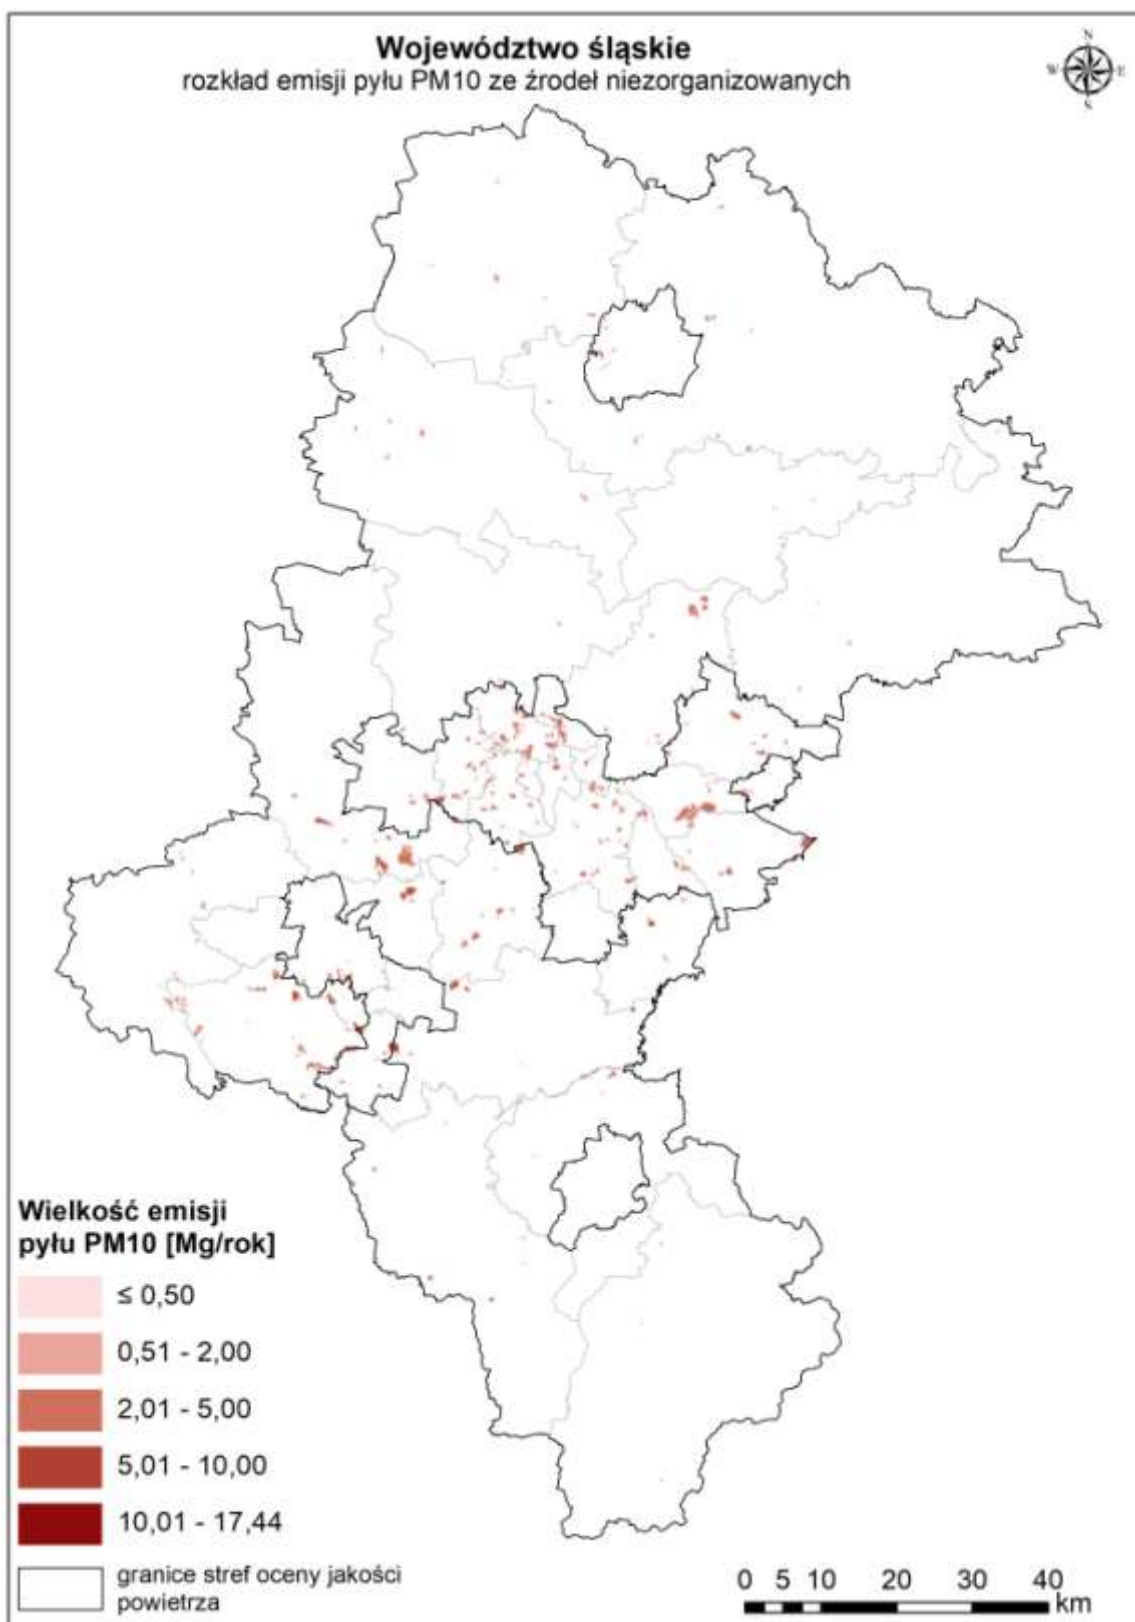 Województwo śląskie
rozkład emisji pyłu PM10 ze źrodeł niezorganizowanych
N
W
E
S
Wielkość emisji
pyłu PM10 [Mg/rok]
≤ 0,50
0,51 - 2,00
2,01 - 5,00
5,01 - 10,00
10,01 - 17,44
granice stref oceny jakości
powietrza
0 5 10 20 30 40
km